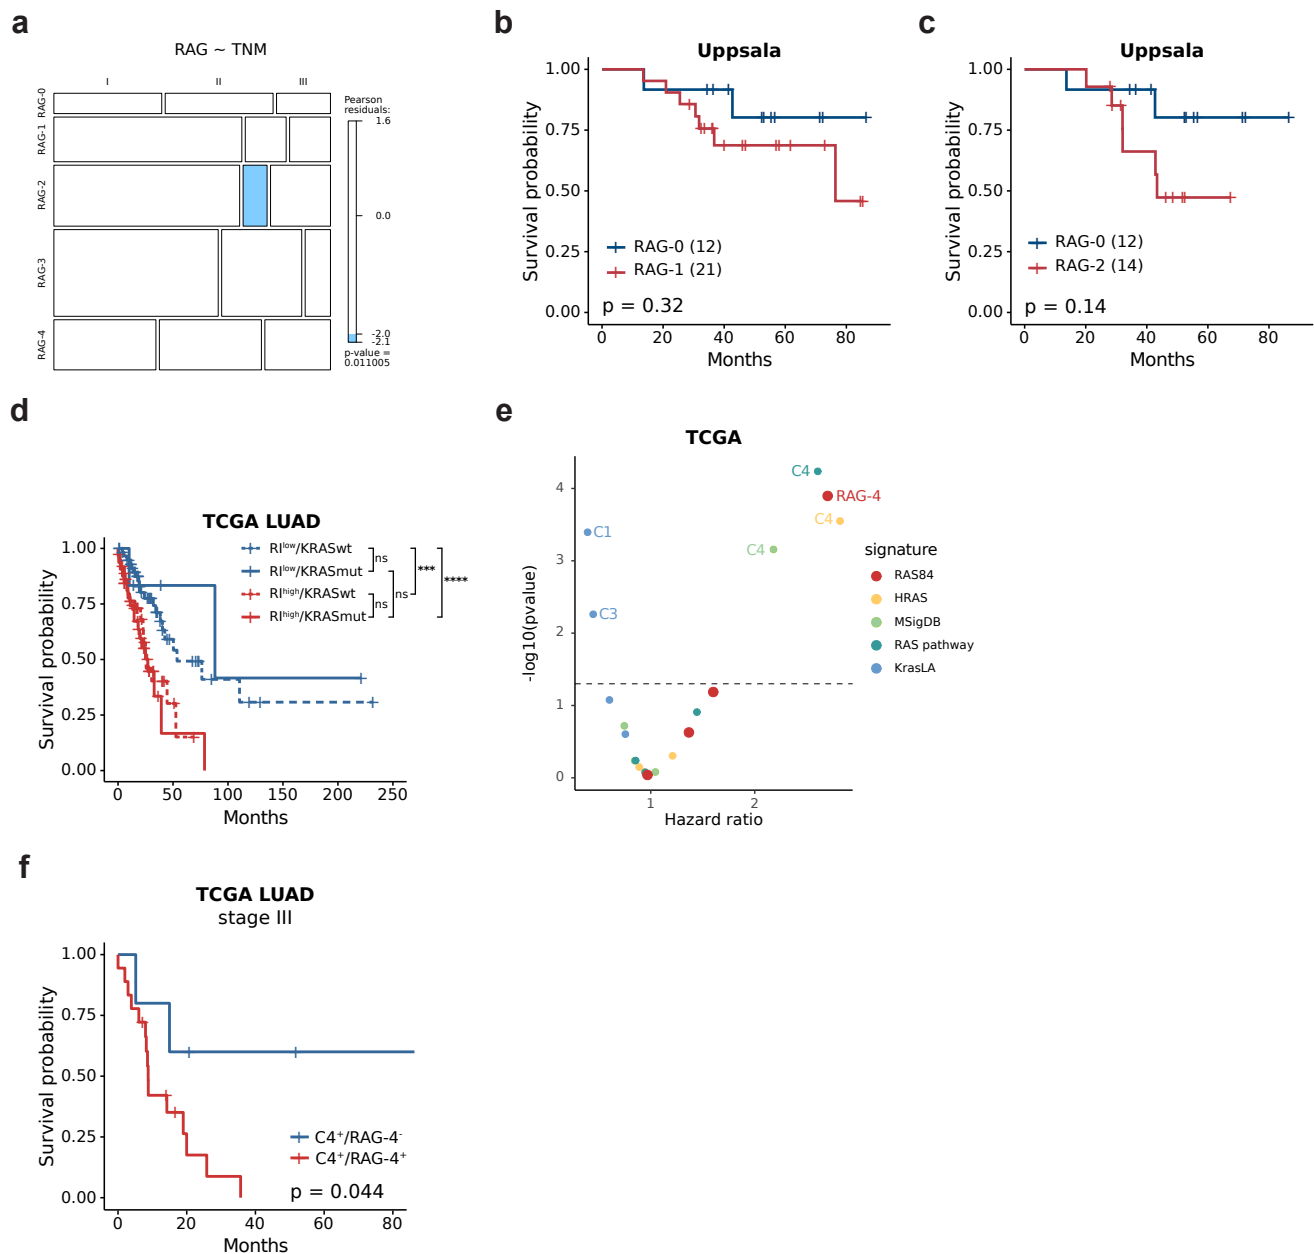 a
RAG ~ TNM
I II III
RAG-0
RAG-1
RAG-2
RAG-3
RAG-4
Pearson
residuals:
1.6
0.0
-2.0
-2.1
p-value =
0.011005
b
Uppsala
Survival probability
1.00
0.75
0.50
0.25
0.00
RAG-0 (12)
RAG-1 (21)
p = 0.32
0 20 40 60 80
Months
c
Uppsala
Survival probability
1.00
0.75
0.50
0.25
0.00
RAG-0 (12)
RAG-2 (14)
p = 0.14
0 20 40 60 80
Months
d
TCGA LUAD
Survival probability
1.00
0.75
0.50
0.25
0.00
RIlow/KRASwt
RIlow/KRASmut
RIhigh/KRASwt
RIhigh/KRASmut
ns
ns
ns
***
****
0 50 100 150 200 250
Months
e
TCGA
-log10(pvalue)
4
3
2
1
0
C4
RAG-4
C4
C1
C4
C3
1 2
Hazard ratio
signature
RAS84
HRAS
MSigDB
RAS pathway
KrasLA
f
TCGA LUAD
stage III
Survival probability
1.00
0.75
0.50
0.25
0.00
C4+/RAG-4-
C4+/RAG-4+
p = 0.044
0 20 40 60 80
Months